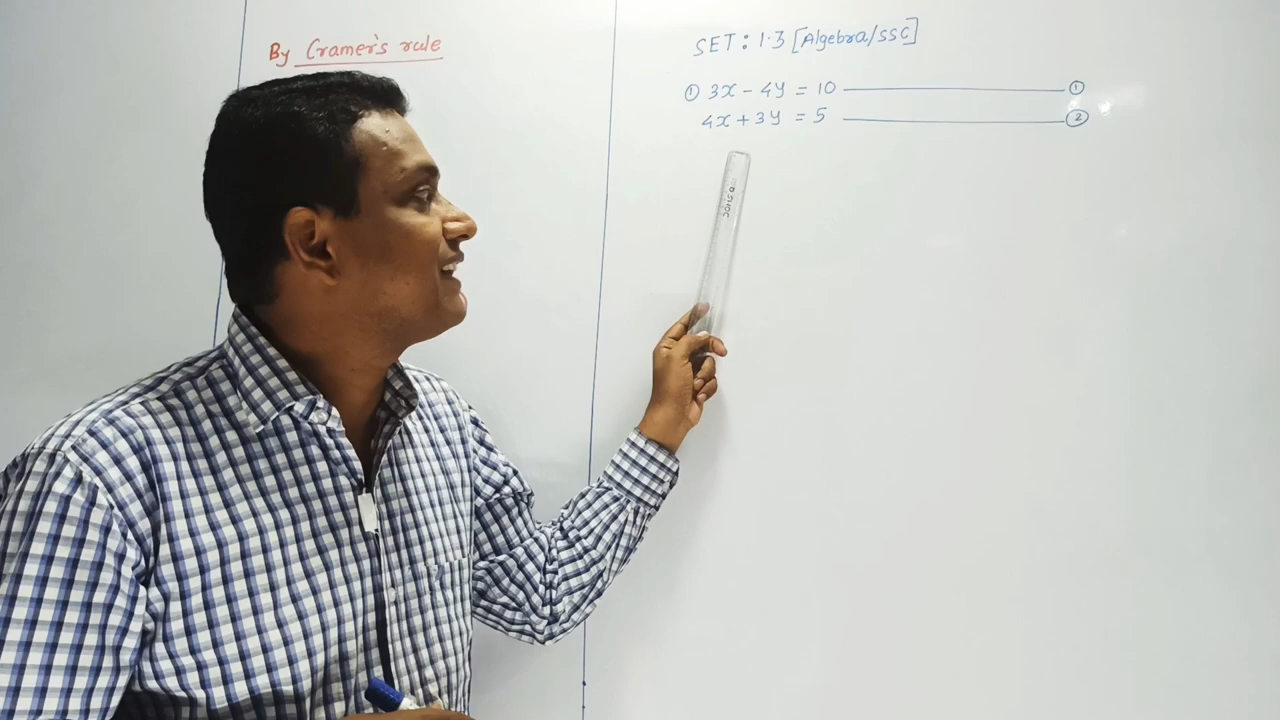 By Cramer's rule
SET: 1.3 [Algebra/SSC]
① 3x - 4y = 10 ①
4x + 3y = 5 ②